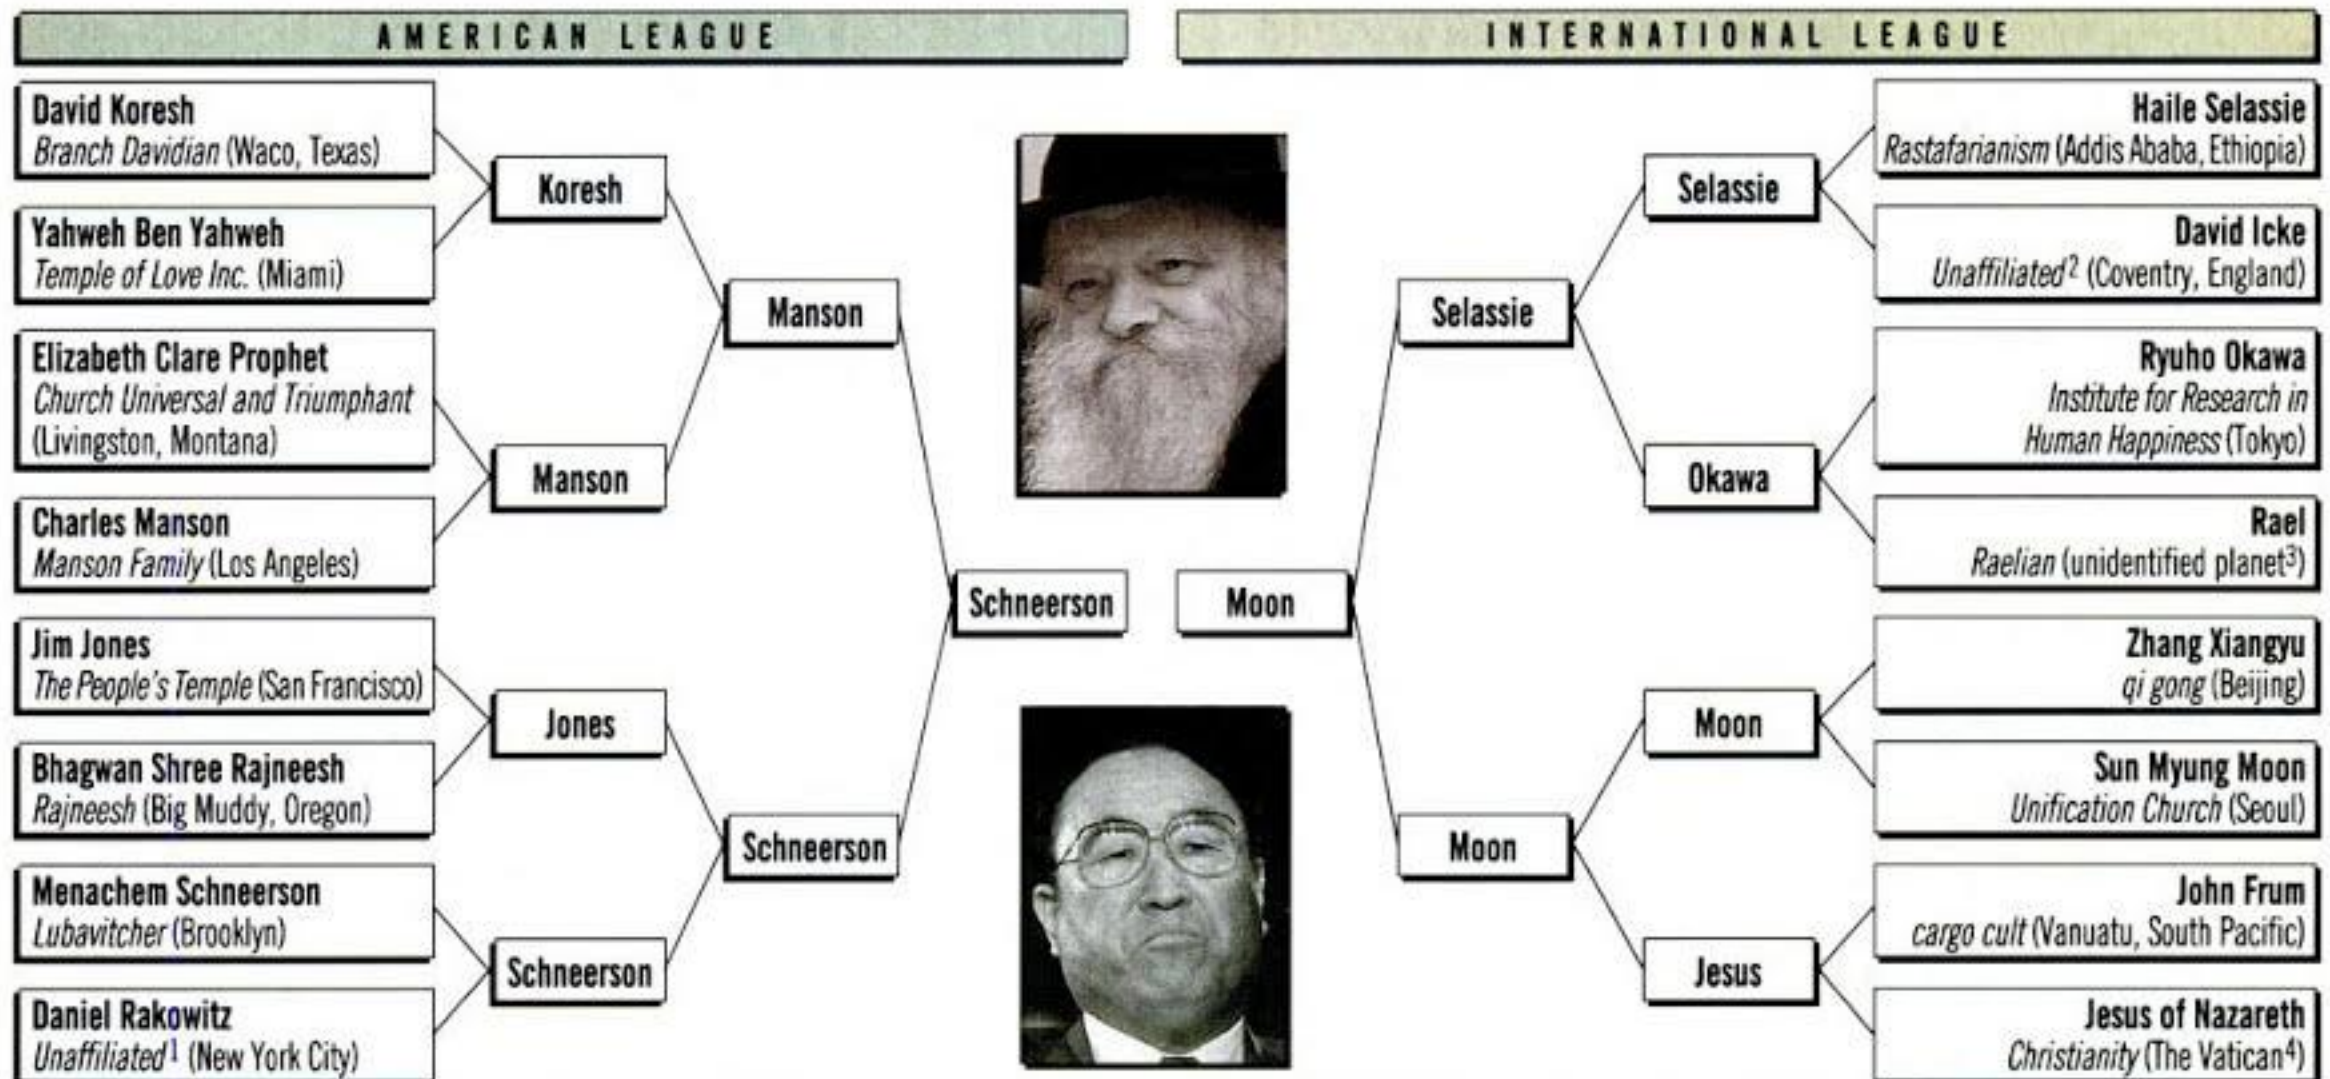 AMERICAN LEAGUE
David Koresh
Branch Davidian (Waco, Texas)
Yahweh Ben Yahweh
Temple of Love Inc. (Miami)
Elizabeth Clare Prophet
Church Universal and Triumphant
(Livingston, Montana)
Charles Manson
Manson Family (Los Angeles)
Jim Jones
The People's Temple (San Francisco)
Bhagwan Shree Rajneesh
Rajneesh (Big Muddy, Oregon)
Menachem Schneerson
Lubavitcher (Brooklyn)
Daniel Rakowitz
Unaffiliated¹ (New York City)
Koresh
Manson
Jones
Schneerson
Manson
Schneerson
Schneerson
INTERNATIONAL LEAGUE
Moon
Selassie
Moon
Selassie
Okawa
Moon
Jesus
Haile Selassie
Rastafarianism (Addis Ababa, Ethiopia)
David Icke
Unaffiliated² (Coventry, England)
Ryuho Okawa
Institute for Research in
Human Happiness (Tokyo)
Rael
Raelian (unidentified planet³)
Zhang Xiangyu
qi gong (Beijing)
Sun Myung Moon
Unification Church (Seoul)
John Frum
cargo cult (Vanuatu, South Pacific)
Jesus of Nazareth
Christianity (The Vatican⁴)